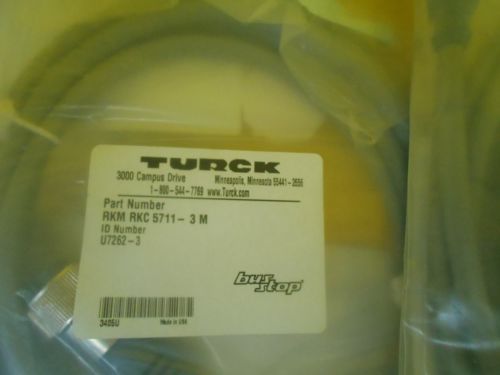 TURCK
3000 Campus Drive Minneapolis, Minnesota 55441-2656
1-800-544-7769 www.Turck.com
Part Number
RKM RKC 5711- 3 M
ID Number
U7262-3
bus stop
3405U Made in USA